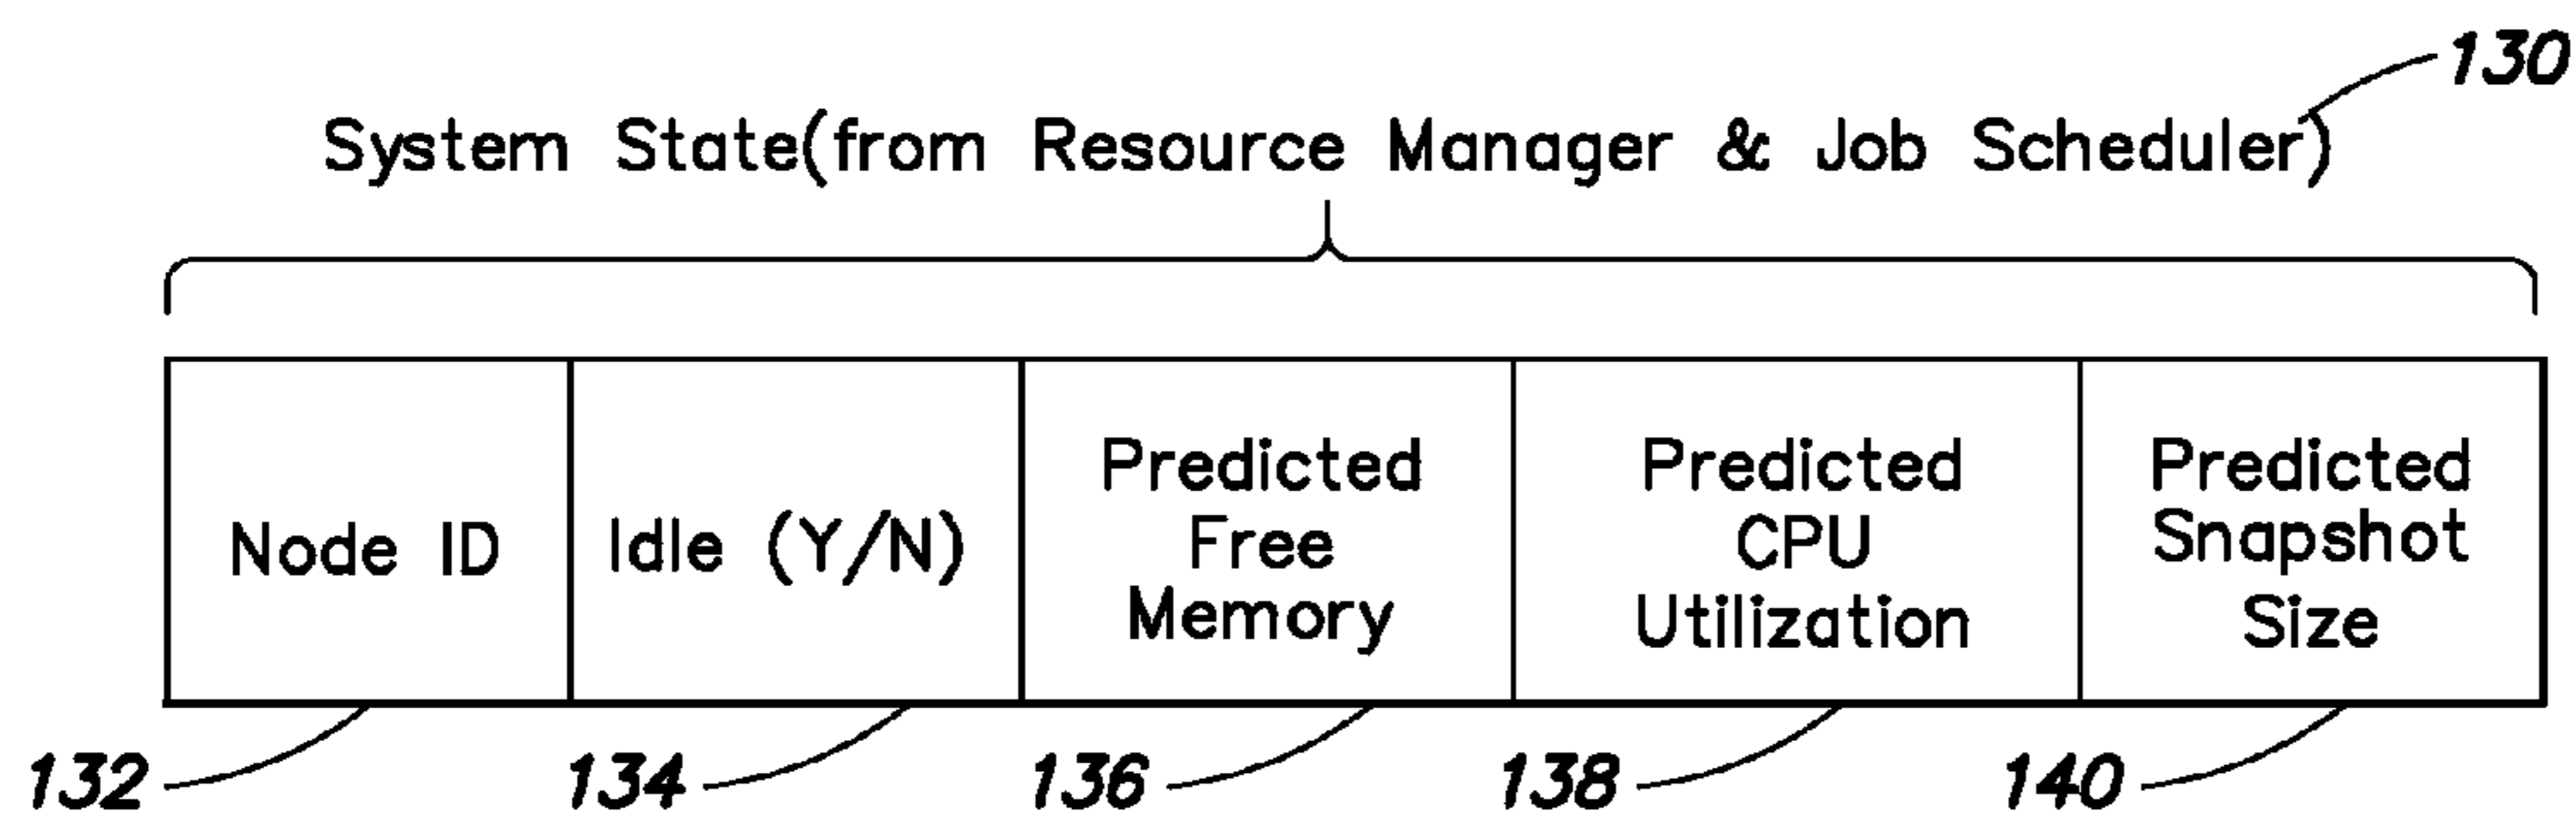 130
System State(from Resource Manager & Job Scheduler)
Node ID
Idle (Y/N)
Predicted
Free
Memory
Predicted
CPU
Utilization
Predicted
Snapshot
Size
132
134
136
138
140